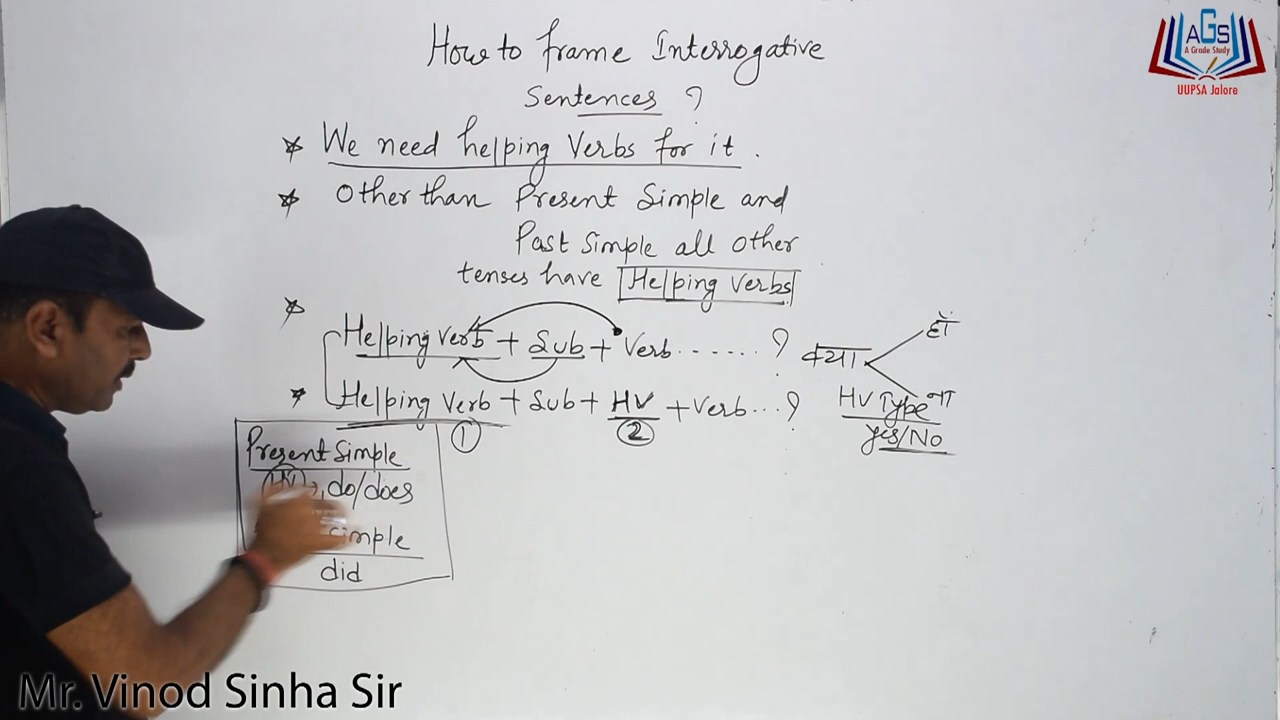 How to frame Interrogative
Sentences ?
* We need helping Verbs for it .
* Other than Present Simple and
Past Simple all other
tenses have Helping verbs
* Helping verb + Sub + Verb ...... ?
* Helping Verb + Sub + HV + Verb ... ?
1 2
क्या
हाँ
ना
HV Type
Yes/No
Present Simple
HV → do/does
simple
did
AGS
A Grade Study
UUPSA Jalore
Mr. Vinod Sinha Sir